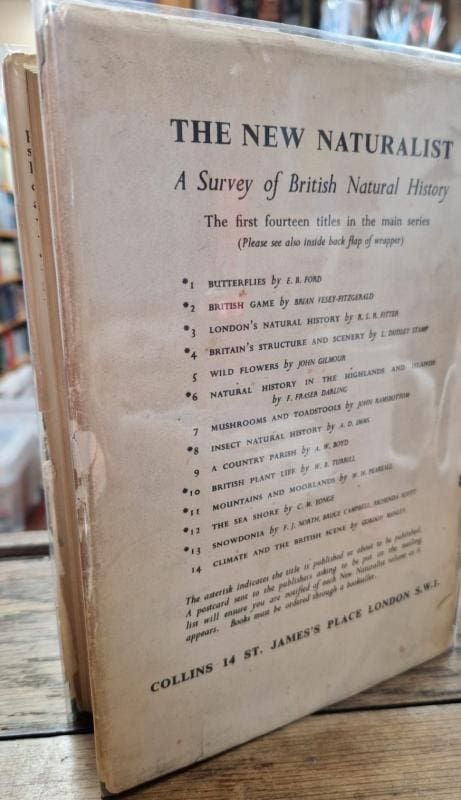 THE NEW NATURALIST
A Survey of British Natural History
The first fourteen titles in the main series
(Please see also inside back flap of wrapper)
*1 BUTTERFLIES by E. B. FORD
*2 BRITISH GAME by BRIAN VESEY-FITZGERALD
*3 LONDON'S NATURAL HISTORY by R. S. R. FITTER
*4 BRITAIN'S STRUCTURE AND SCENERY by L. DUDLEY STAMP
5 WILD FLOWERS by JOHN GILMOUR
*6 NATURAL HISTORY IN THE HIGHLANDS AND ISLANDS
by F. FRASER DARLING
7 MUSHROOMS AND TOADSTOOLS by JOHN RAMSBOTTOM
*8 INSECT NATURAL HISTORY by A. D. IMMS
9 A COUNTRY PARISH by A. W. BOYD
*10 BRITISH PLANT LIFE by W. B. TURRILL
*11 MOUNTAINS AND MOORLANDS by W. H. PEARSALL
*12 THE SEA SHORE by C. M. YONGE
*13 SNOWDONIA by F. J. NORTH, BRUCE CAMPBELL, RICHENDA SCOTT
14 CLIMATE AND THE BRITISH SCENE by GORDON MANLEY
The asterisk indicates the title is published or about to be published.
A postcard sent to the publishers asking to be put on the mailing
list will ensure you are notified of each New Naturalist volume as it
appears. Books must be ordered through a bookseller.
COLLINS 14 ST. JAMES'S PLACE LONDON S.W.1.